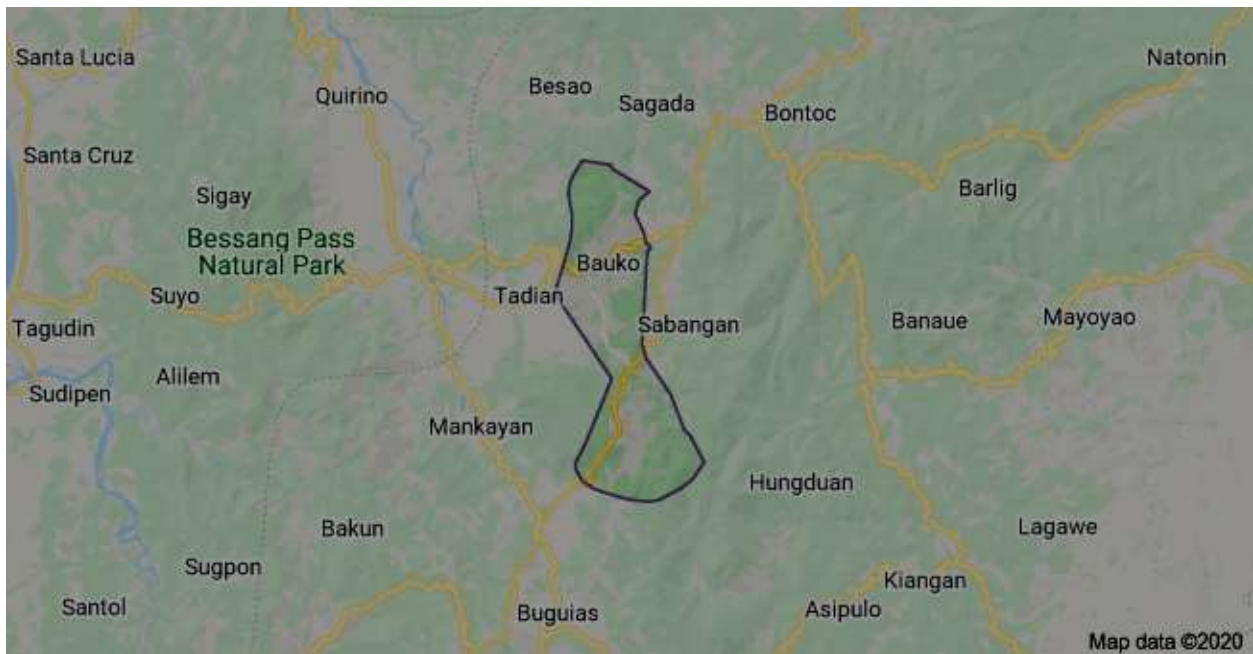 Santa Lucia
Natonin
Besao
Quirino
Sagada
Bontoc
Santa Cruz
Sigay
Barlig
Bessang Pass
Natural Park
Bauko
Suyo
Tadian
Tagudin
Sabangan
Banaue
Mayoyao
Alilem
Sudipen
Mankayan
Hungduan
Bakun
Lagawe
Sugpon
Kiangan
Santol
Buguias
Asipulo
Map data ©2020